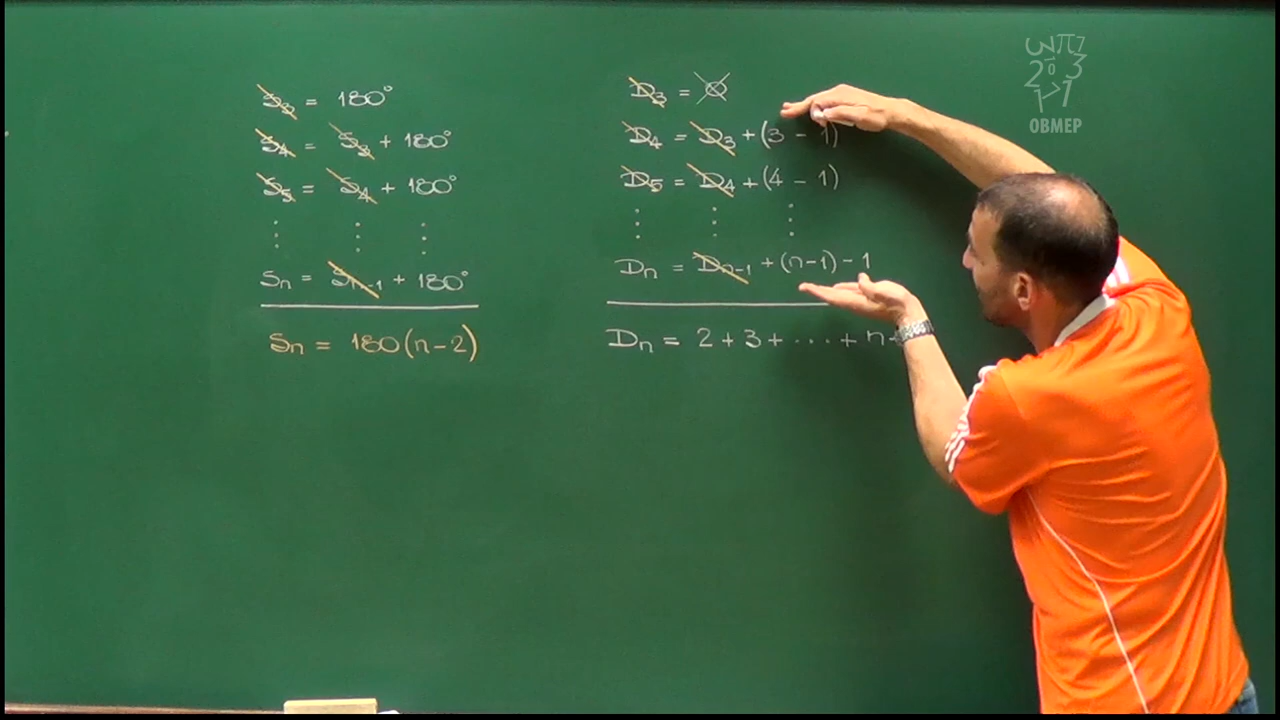 S₃ = 180°
S₄ = S₃ + 180°
S₅ = S₄ + 180°
⋮ ⋮ ⋮
Sₙ = Sₙ₋₁ + 180°
Sₙ = 180(n-2)
D₃ = 0
D₄ = D₃ + (3 - 1)
D₅ = D₄ + (4 - 1)
⋮ ⋮ ⋮
Dₙ = Dₙ₋₁ + (n-1) - 1
Dₙ = 2 + 3 + ... + n-
OBMEP